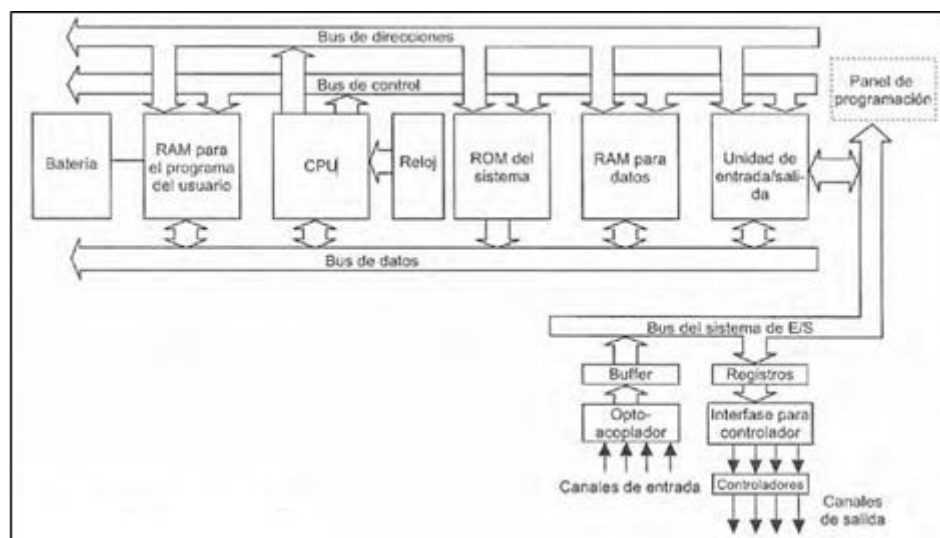 Bus de direcciones
Bus de control
Panel de
programación
Batería
RAM para
el programa
del usuario
CPU
Reloj
ROM del
sistema
RAM para
datos
Unidad de
entrada/sali-
da
Bus de datos
Bus del sistema de E/S
Buffer
Registros
Opto-
acoplador
Interfase para
controlador
Canales de entrada
Controladores
Canales
de salida